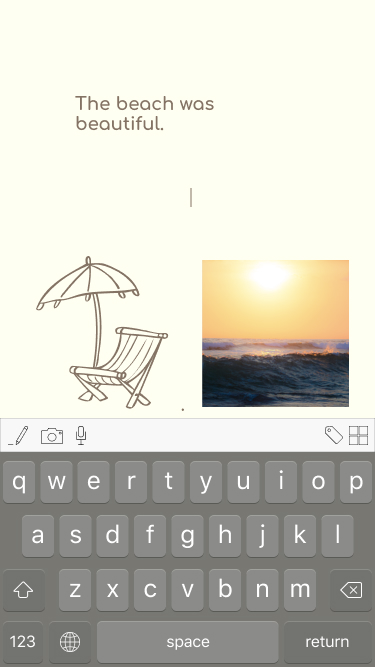 The beach was
beautiful.
q w e r t y u i o p
a s d f g h j k l
z x c v b n m
123 space return